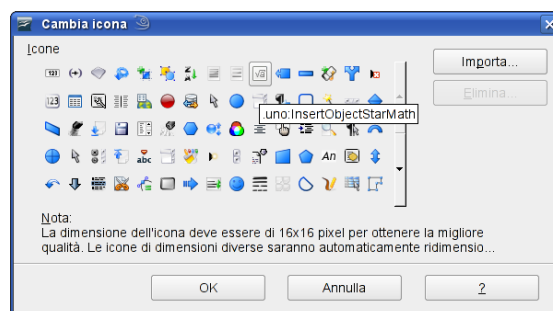 Cambia icona
Icone
Importa...
Elimina...
.uno:InsertObjectStarMath
abc
An
Nota:
La dimensione dell'icona deve essere di 16x16 pixel per ottenere la migliore
qualità. Le icone di dimensioni diverse saranno automaticamente ridimensio...
OK
Annulla
?